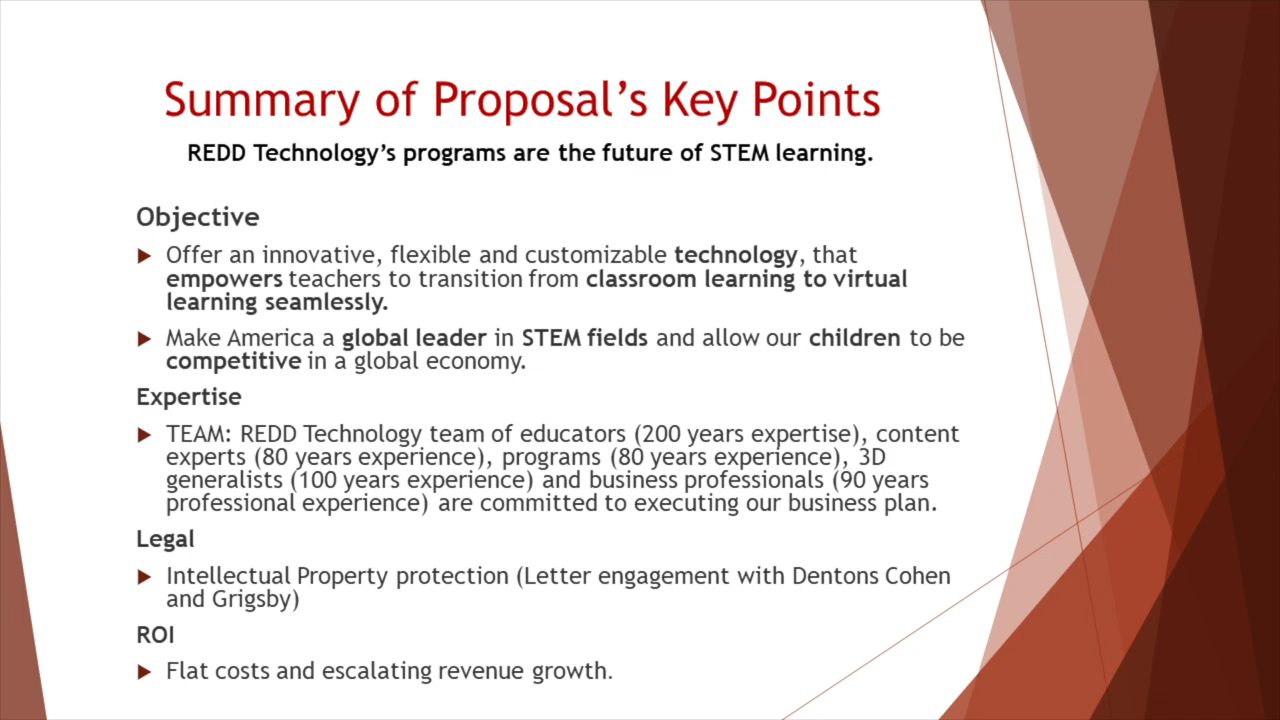 Summary of Proposal’s Key Points
REDD Technology’s programs are the future of STEM learning.
Objective
Offer an innovative, flexible and customizable technology, that
empowers teachers to transition from classroom learning to virtual
learning seamlessly.
Make America a global leader in STEM fields and allow our children to be
competitive in a global economy.
Expertise
TEAM: REDD Technology team of educators (200 years expertise), content
experts (80 years experience), programs (80 years experience), 3D
generalists (100 years experience) and business professionals (90 years
professional experience) are committed to executing our business plan.
Legal
Intellectual Property protection (Letter engagement with Dentons Cohen
and Grigsby)
ROI
Flat costs and escalating revenue growth.